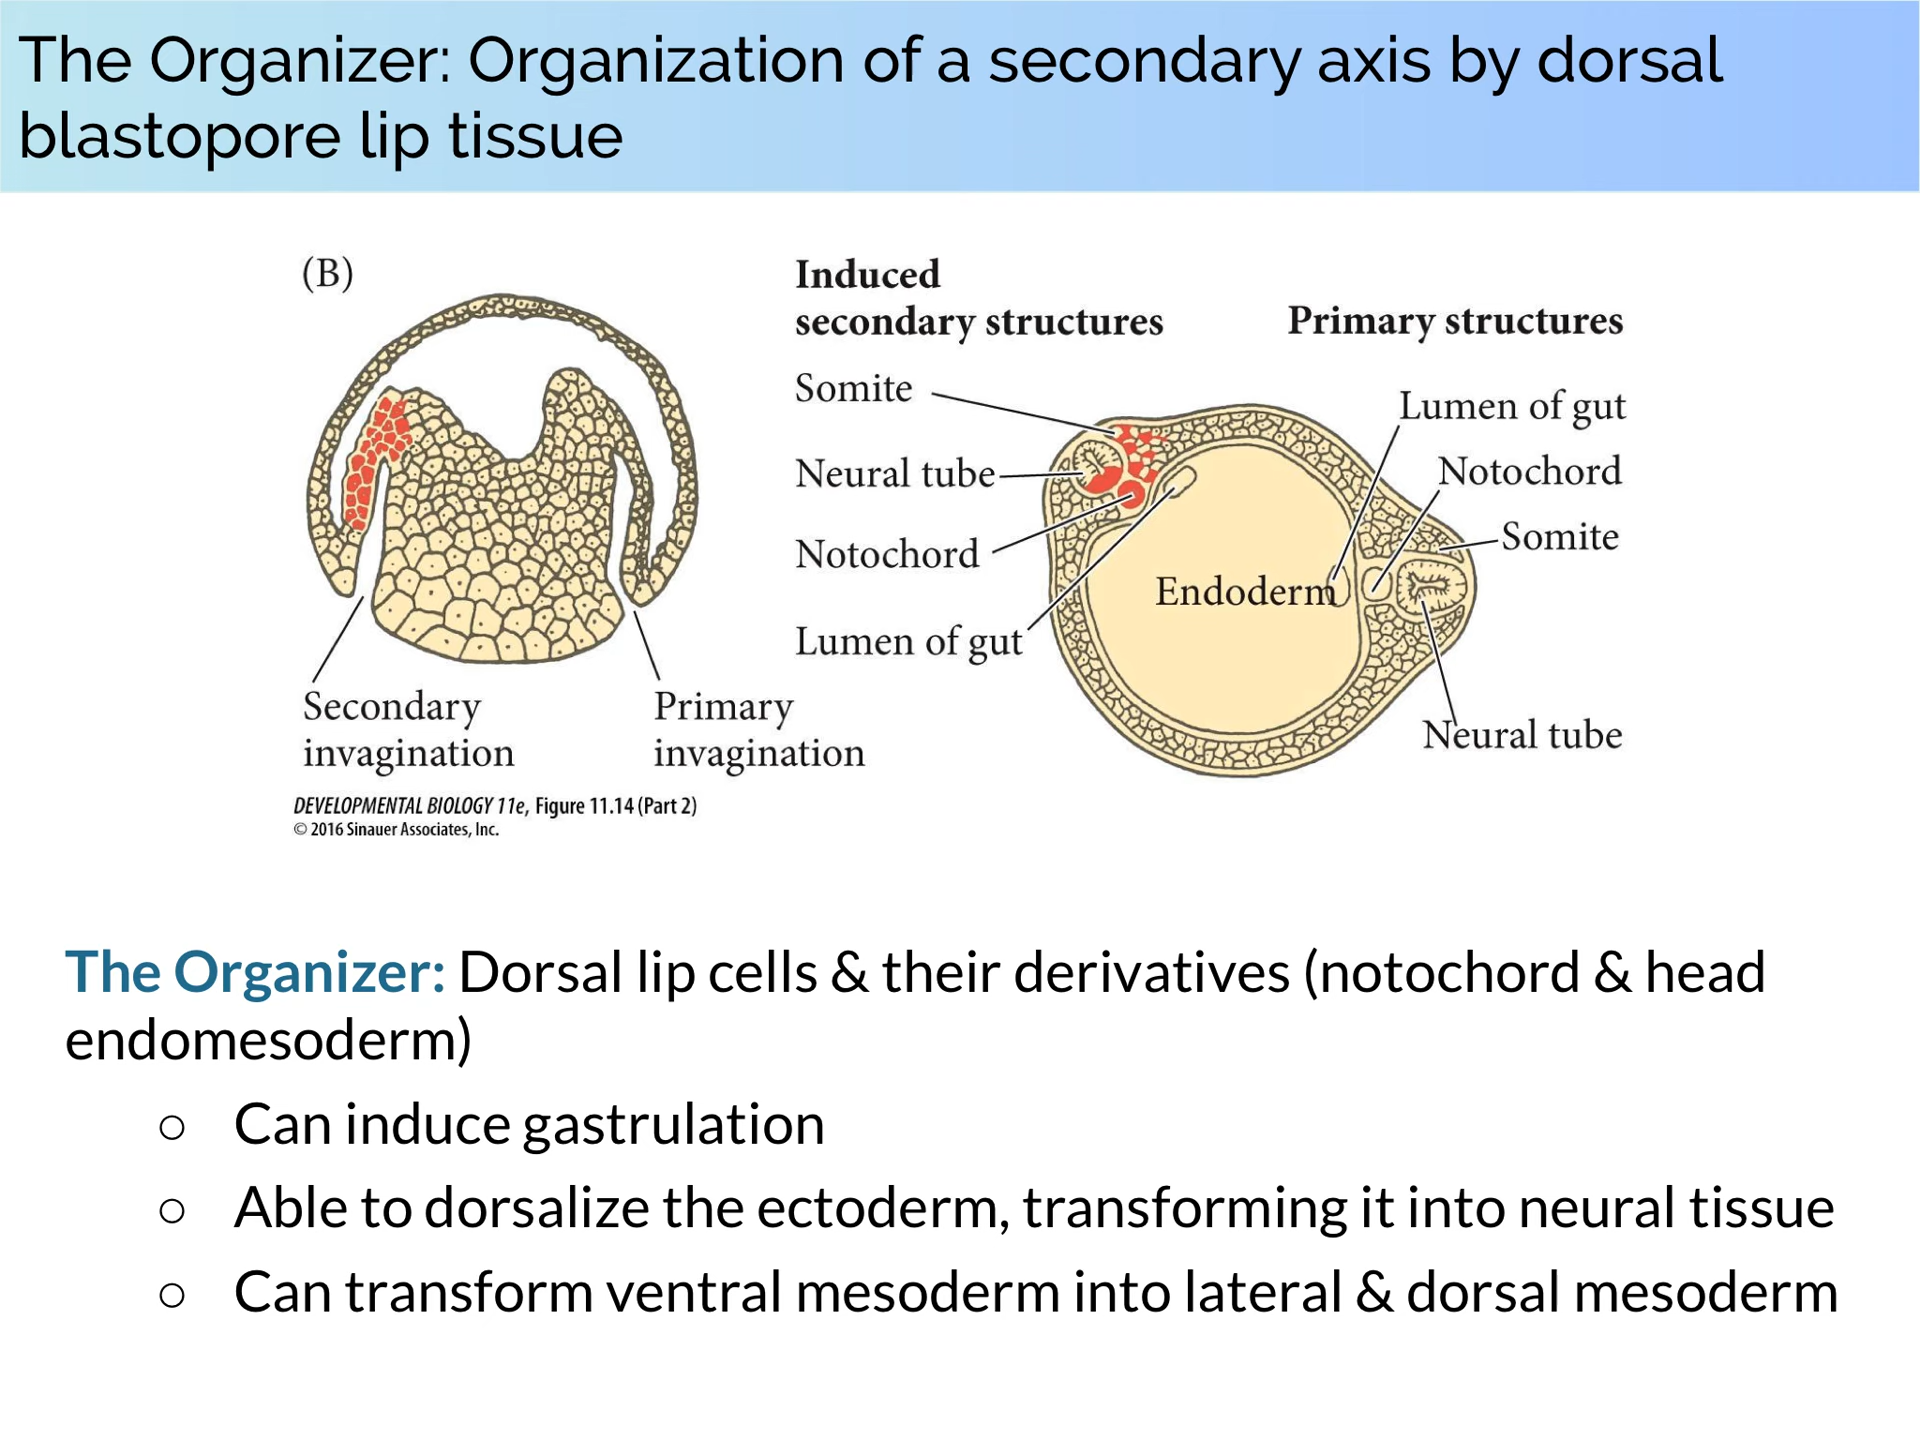 The Organizer: Organization of a secondary axis by dorsal
blastopore lip tissue
(B)
Induced
secondary structures
Primary structures
Somite
Neural tube
Notochord
Lumen of gut
Lumen of gut
Notochord
Somite
Endoderm
Neural tube
Secondary
invagination
Primary
invagination
DEVELOPMENTAL BIOLOGY 11e, Figure 11.14 (Part 2)
© 2016 Sinauer Associates, Inc.
The Organizer: Dorsal lip cells & their derivatives (notochord & head
endomesoderm)
○ Can induce gastrulation
○ Able to dorsalize the ectoderm, transforming it into neural tissue
○ Can transform ventral mesoderm into lateral & dorsal mesoderm